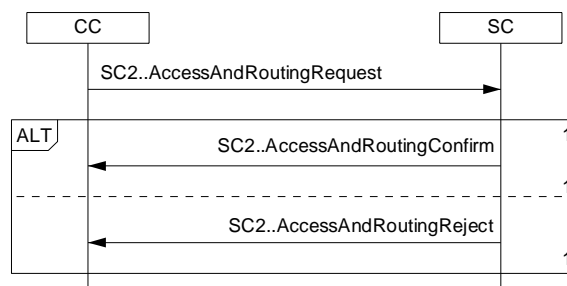 CC
SC
SC2..AccessAndRoutingRequest
ALT
SC2..AccessAndRoutingConfirm
SC2..AccessAndRoutingReject